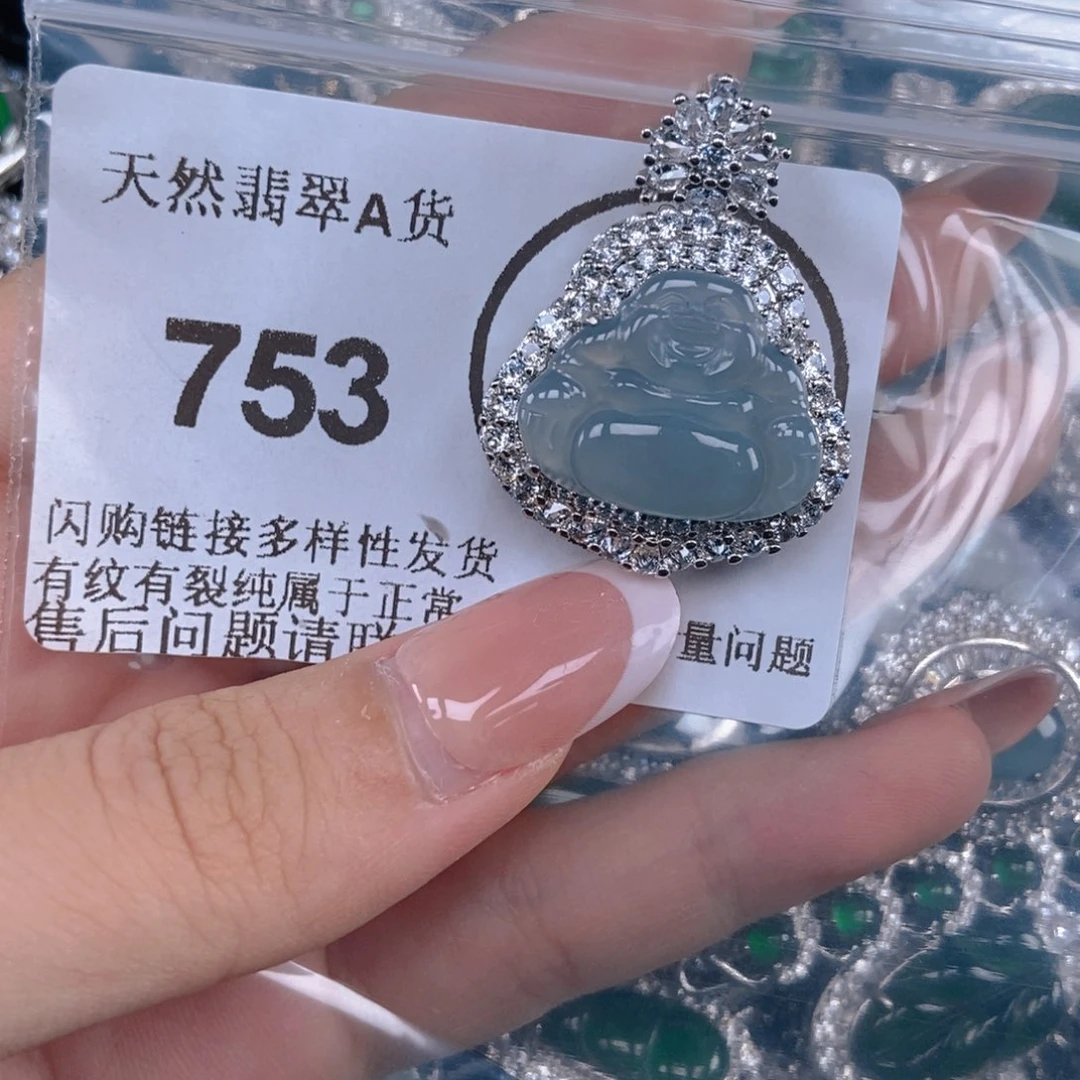 天然翡翠A货
753
闪购链接多样性发货
有纹有裂纯属于正常
售后问题请联 量问题